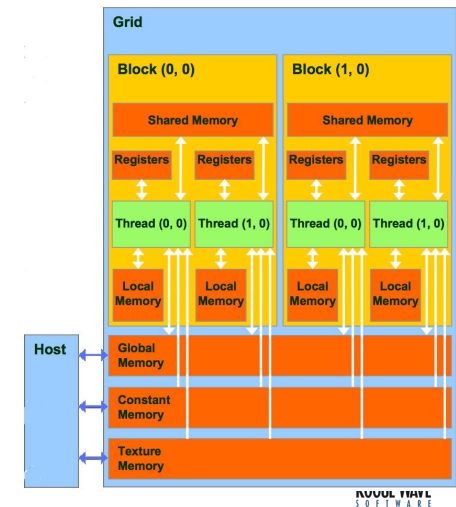 Grid
Block (0, 0)
Block (1, 0)
Shared Memory
Shared Memory
Registers
Registers
Registers
Registers
Thread (0, 0)
Thread (1, 0)
Thread (0, 0)
Thread (1, 0)
Local
Memory
Local
Memory
Local
Memory
Local
Memory
Host
Global
Memory
Constant
Memory
Texture
Memory
ROGUE WAVE
SOFTWARE